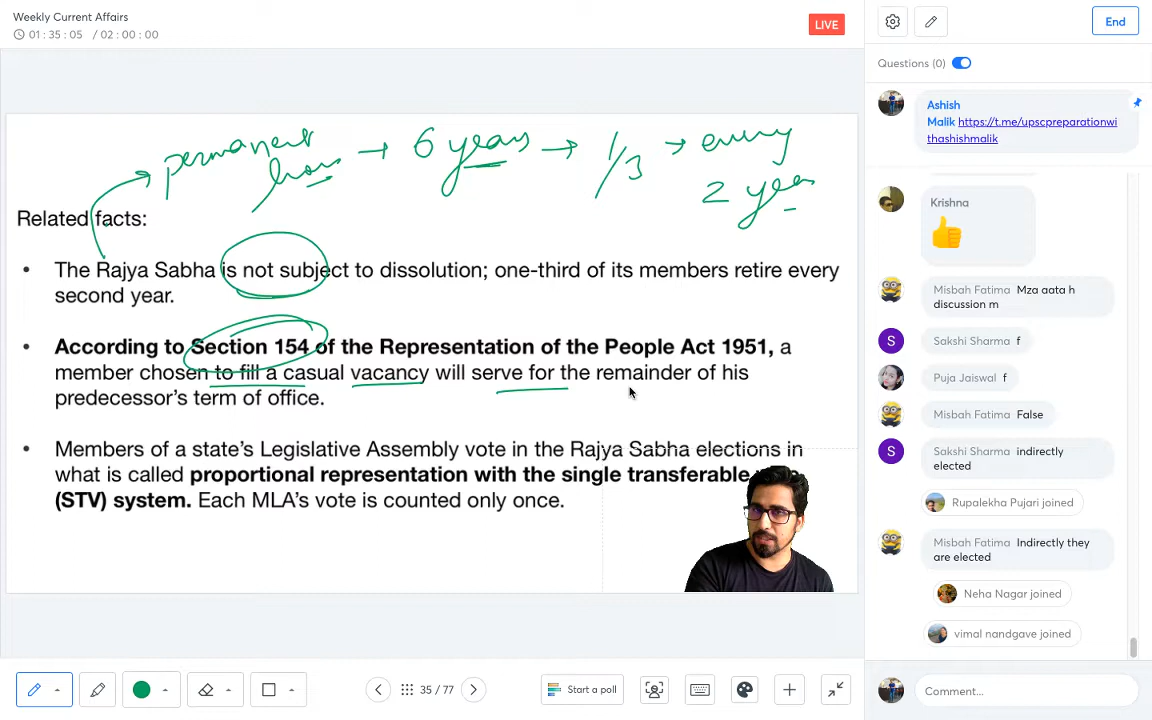 Weekly Current Affairs
01 : 35 : 05 / 02 : 00 : 00
LIVE
End
Questions (0)
Ashish
Malik https://t.me/upscpreparationwi
thashishmalik
Krishna
Misbah Fatima Mza aata h
discussion m
Sakshi Sharma f
Puja Jaiswal f
Misbah Fatima False
Sakshi Sharma indirectly
elected
Rupalekha Pujari joined
Misbah Fatima Indirectly they
are elected
Neha Nagar joined
vimal nandgave joined
Comment...
permanent → 6 years → 1/3 → every
2 year
Related facts:
• The Rajya Sabha is not subject to dissolution; one-third of its members retire every
second year.
• According to Section 154 of the Representation of the People Act 1951, a
member chosen to fill a casual vacancy will serve for the remainder of his
predecessor's term of office.
• Members of a state's Legislative Assembly vote in the Rajya Sabha elections in
what is called proportional representation with the single transferable
(STV) system. Each MLA's vote is counted only once.
35 / 77
Start a poll
S
S